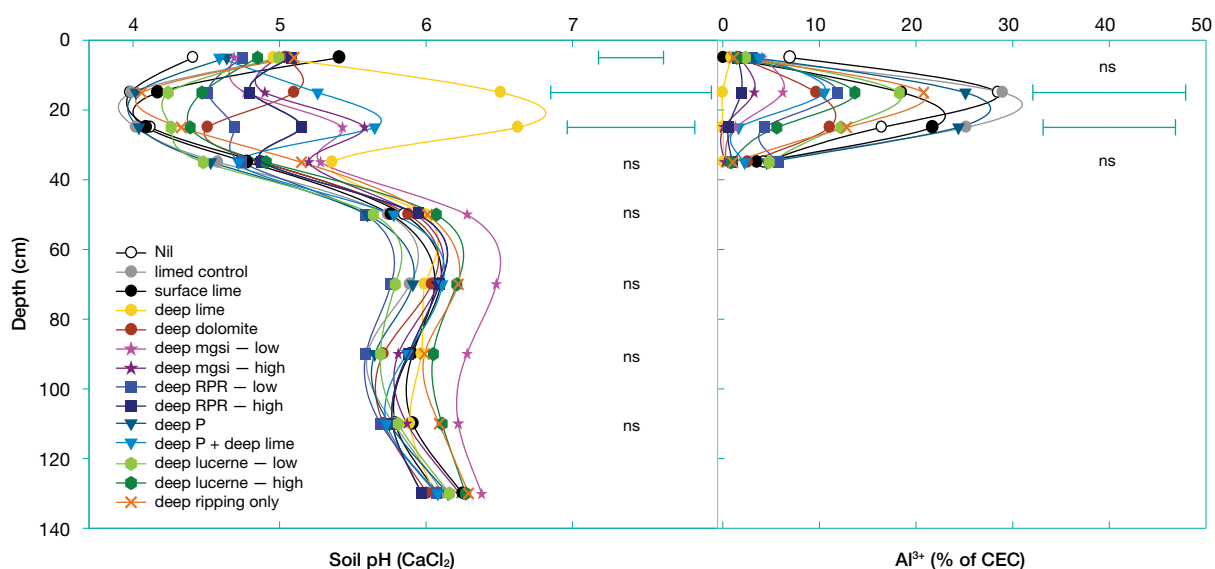 4 5 6 7
0 10 20 30 40 50
0
20
40
60
80
100
120
140
Depth (cm)
ns
ns
ns
ns
ns
ns
ns
Nil
limed control
surface lime
deep lime
deep dolomite
deep mgsi — low
deep mgsi — high
deep RPR — low
deep RPR — high
deep P
deep P + deep lime
deep lucerne — low
deep lucerne — high
deep ripping only
Soil pH (CaCl₂)
Al³⁺ (% of CEC)